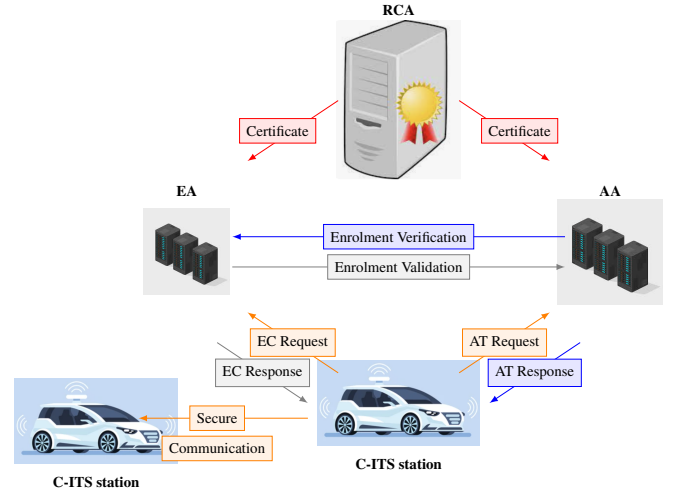 RCA
Certificate
Certificate
EA
AA
Enrolment Verification
Enrolment Validation
EC Request
AT Request
EC Response
AT Response
Secure
Communication
C-ITS station
C-ITS station